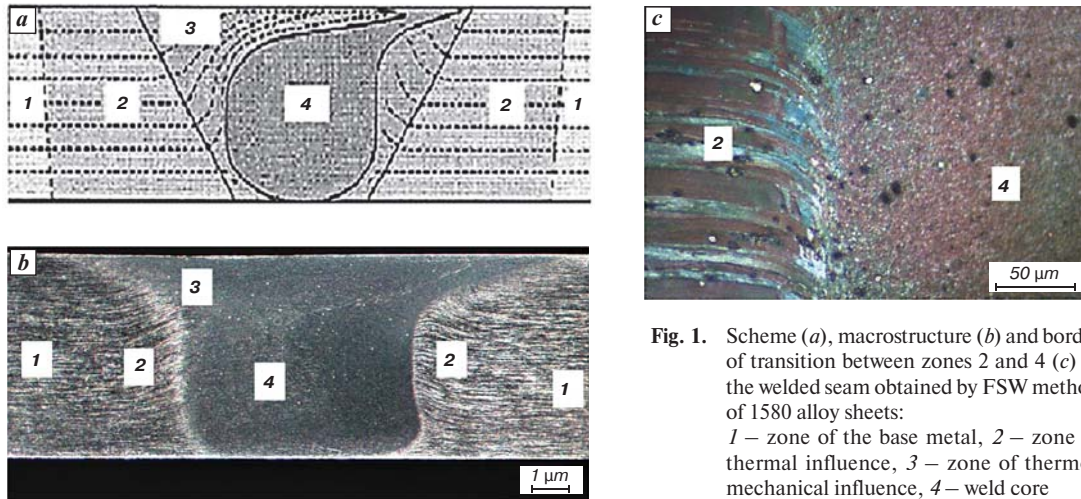 a
3
1
2
4
2
1
b
3
1
2
4
2
1
1 µm
c
2
4
50 µm
Fig. 1. Scheme (a), macrostructure (b) and bord
of transition between zones 2 and 4 (c)
the welded seam obtained by FSW metho
of 1580 alloy sheets:
1 – zone of the base metal, 2 – zone
thermal influence, 3 – zone of thermo
mechanical influence, 4 – weld core